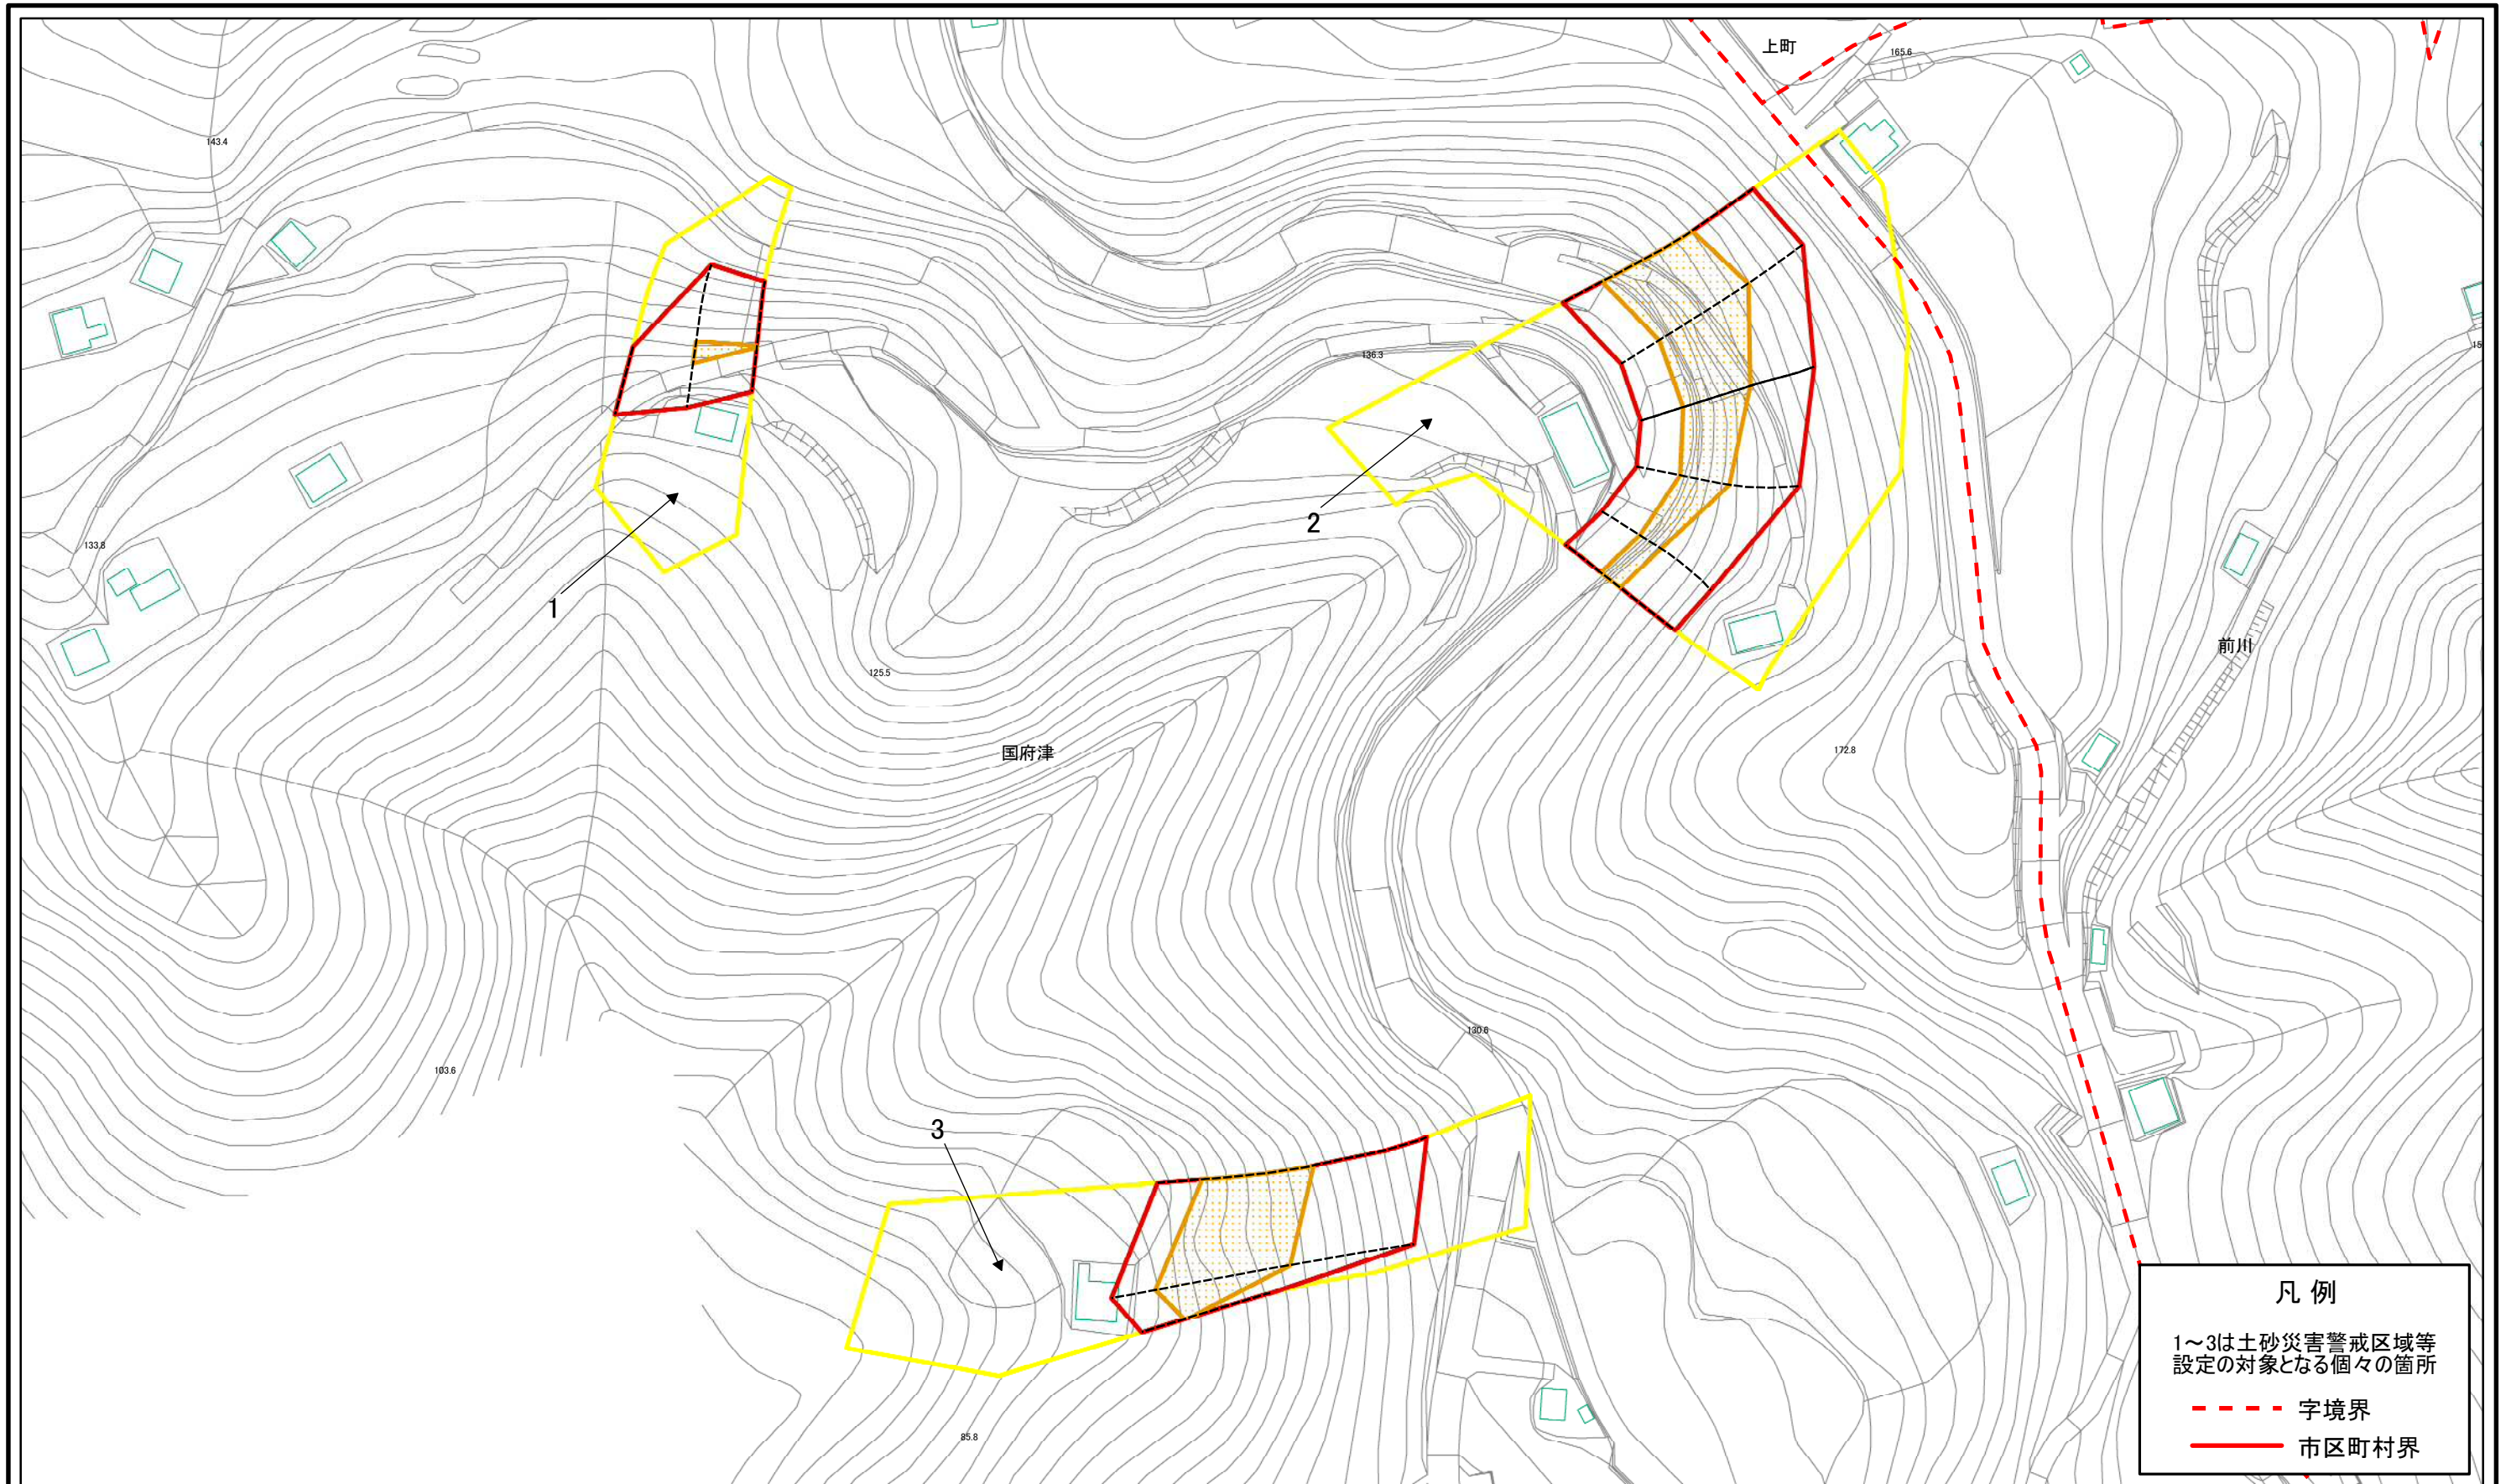 上町
165.6
143.4
136.3
2
133.8
1
前川
125.5
国府津
172.8
130.6
103.6
3
85.8
凡 例
1～3は土砂災害警戒区域等
設定の対象となる個々の箇所
字境界
市区町村界